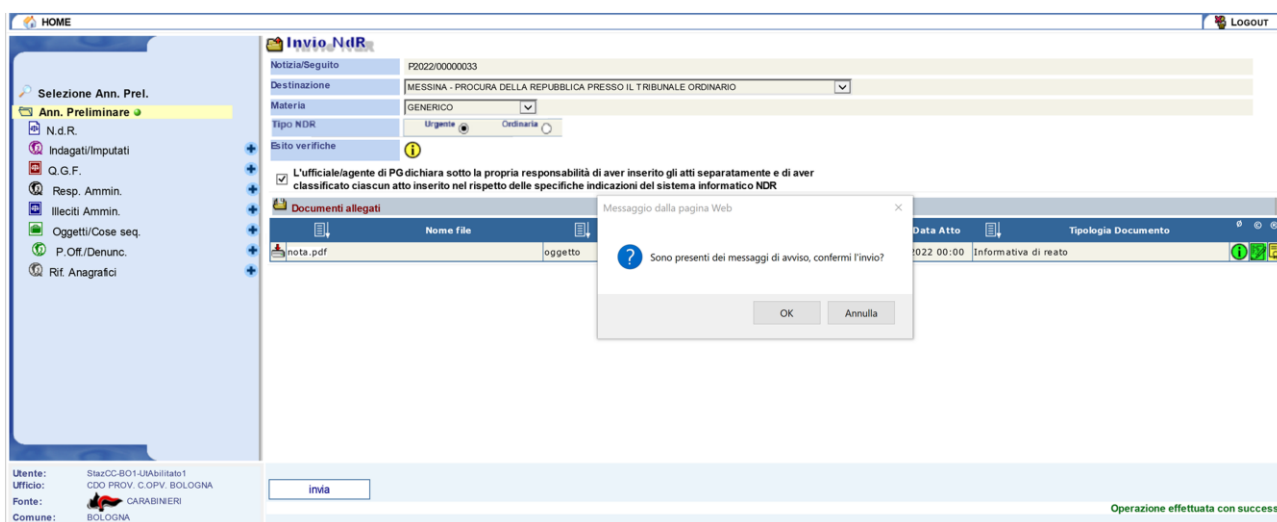 HOME
LOGOUT
Invio NdR
Notizia/Seguito P2022/00000033
Destinazione MESSINA - PROCURA DELLA REPUBBLICA PRESSO IL TRIBUNALE ORDINARIO
Materia GENERICO
Tipo NDR Urgente Ordinaria
Esito verifiche
L'ufficiale/agente di PG dichiara sotto la propria responsabilità di aver inserito gli atti separatamente e di aver
classificato ciascun atto inserito nel rispetto delle specifiche indicazioni del sistema informatico NDR
Documenti allegati
Nome file Data Atto Tipologia Documento
nota.pdf oggetto 2022 00:00 Informativa di reato
Messaggio dalla pagina Web
Sono presenti dei messaggi di avviso, confermi l'invio?
OK Annulla
Selezione Ann. Prel.
Ann. Preliminare
N.d.R.
Indagati/Imputati
Q.G.F.
Resp. Ammin.
Illeciti Ammin.
Oggetti/Cose seq.
P.Off./Denunc.
Rif. Anagrafici
Utente: StazCC-BO1-UtAbilitato1
Ufficio: CDO PROV. C.OPV. BOLOGNA
Fonte: CARABINIERI
Comune: BOLOGNA
invia
Operazione effettuata con success